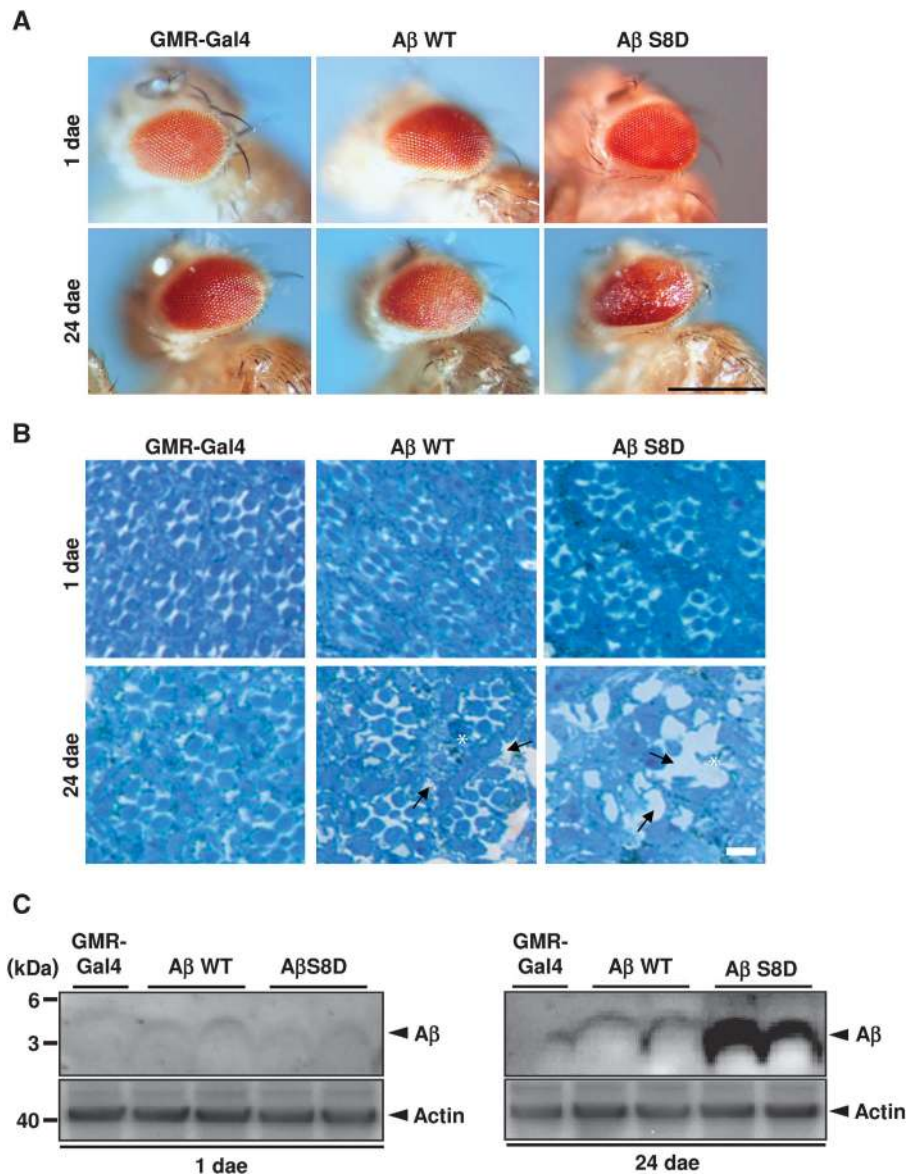 A
GMR-Gal4 Aβ WT Aβ S8D
1 dae
24 dae
B
GMR-Gal4 Aβ WT Aβ S8D
1 dae
24 dae
*
*
C
(kDa) GMR-Gal4 Aβ WT AβS8D
6
3
Aβ
40
Actin
1 dae
GMR-Gal4 Aβ WT Aβ S8D
Aβ
Actin
24 dae